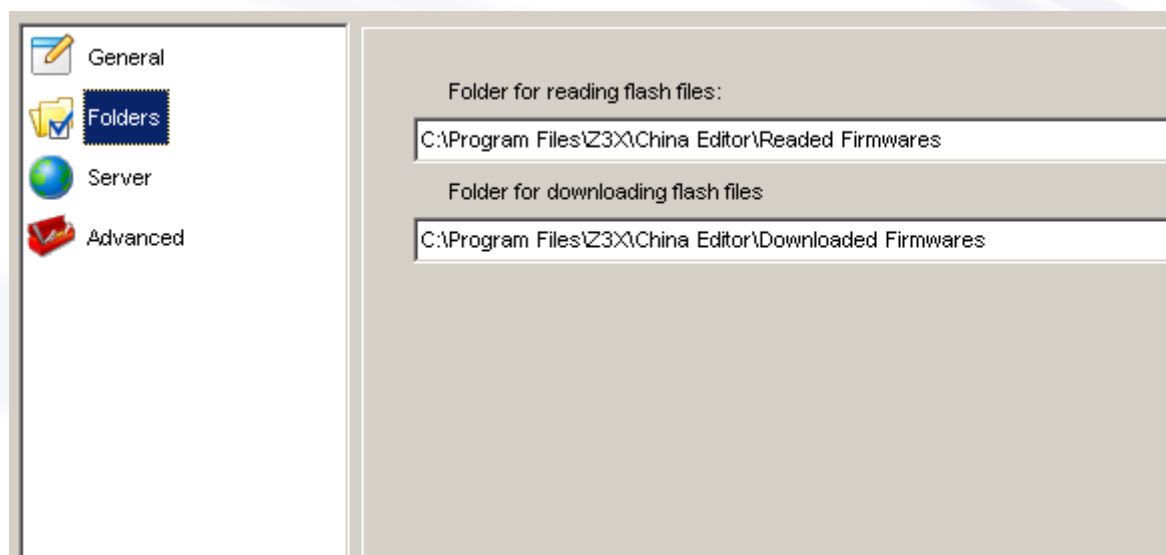 General
Folders
Server
Advanced
Folder for reading flash files:
C:\Program Files\Z3X\China Editor\Readed Firmwares
Folder for downloading flash files
C:\Program Files\Z3X\China Editor\Downloaded Firmwares